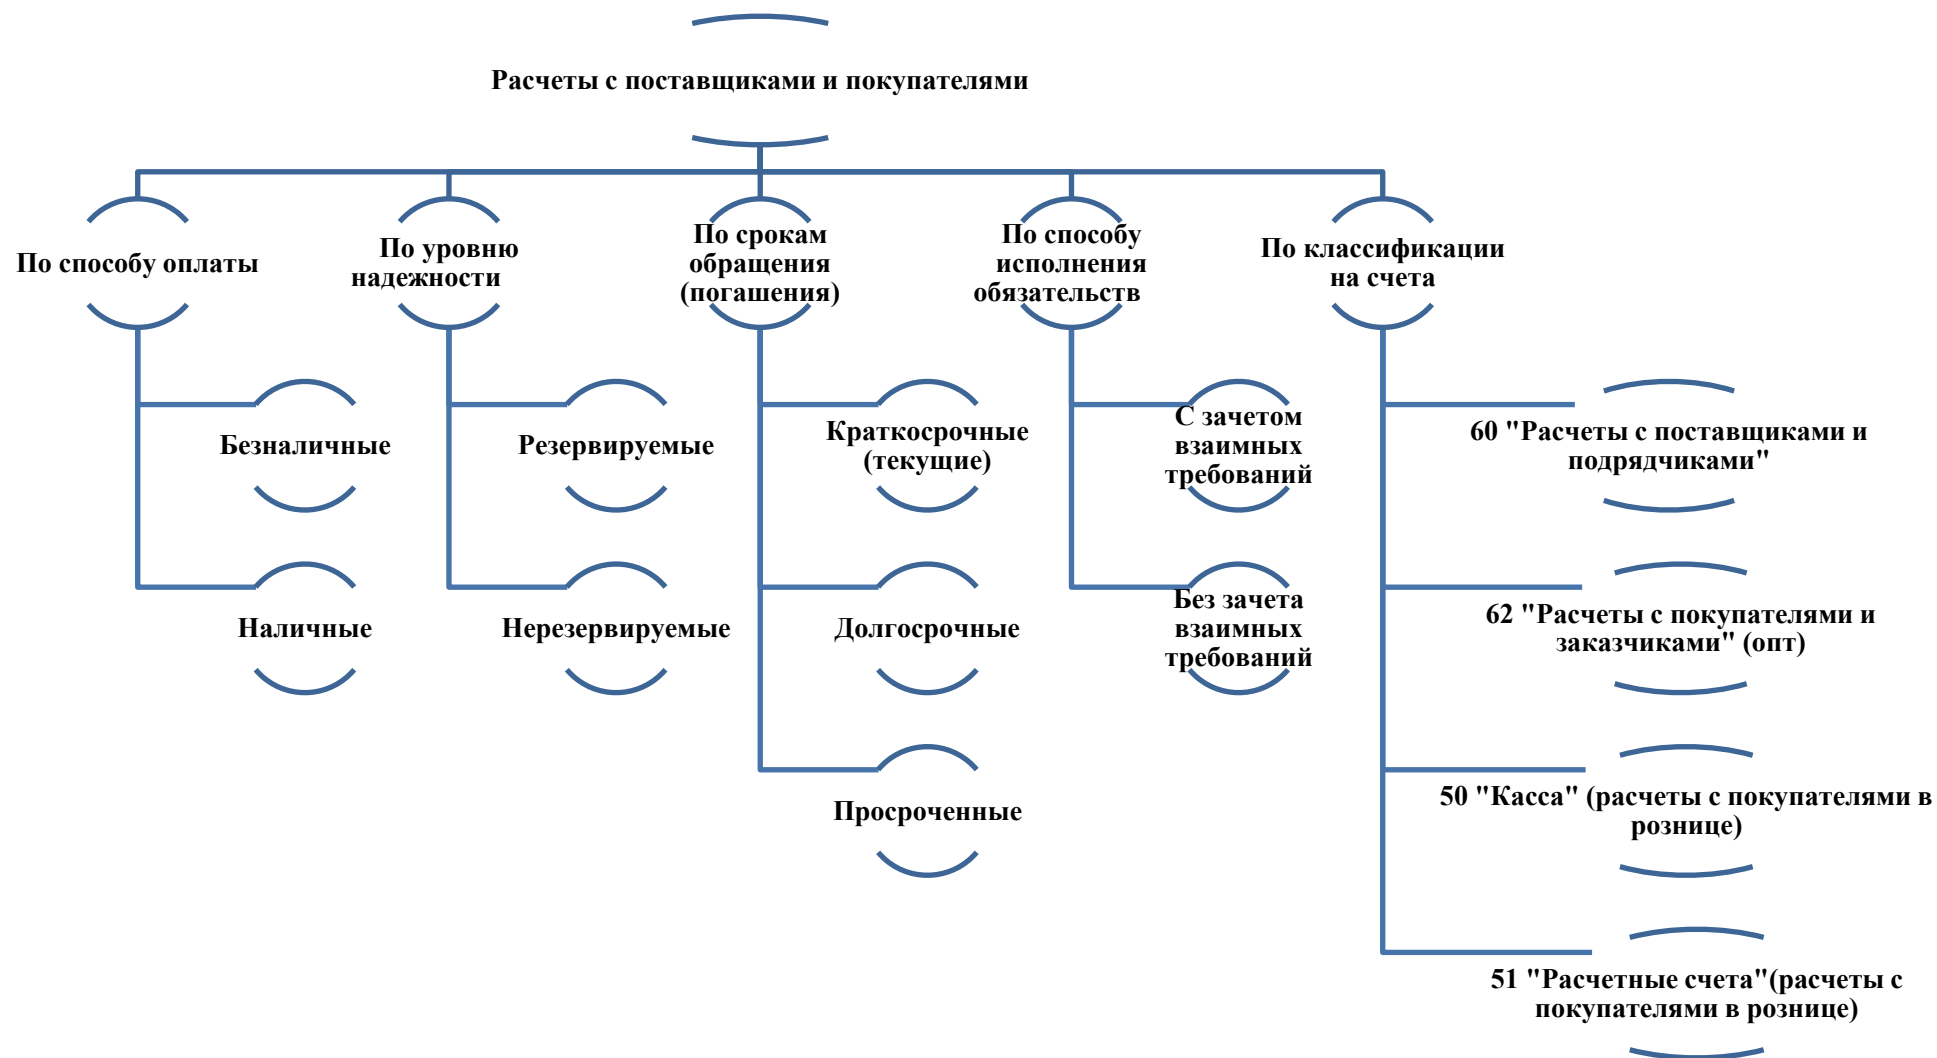 Расчеты с поставщиками и покупателями
По способу оплаты
По уровню
надежности
По срокам
обращения
(погашения)
По способу
исполнения
обязательств
По классификации
на счета
Безналичные
Наличные
Резервируемые
Нерезервируемые
Краткосрочные
(текущие)
Долгосрочные
Просроченные
С зачетом
взаимных
требований
Без зачета
взаимных
требований
60 "Расчеты с поставщиками и
подрядчиками"
62 "Расчеты с покупателями и
заказчиками" (опт)
50 "Касса" (расчеты с покупателями в
рознице)
51 "Расчетные счета"(расчеты с
покупателями в рознице)